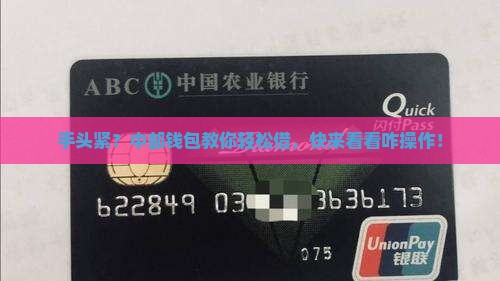 ABC 中国农业银行
Quick
闪付Pass
手头紧？中邮钱包教你轻松借，快来看看咋操作！
622849 03 3636173
075
UnionPay
银联